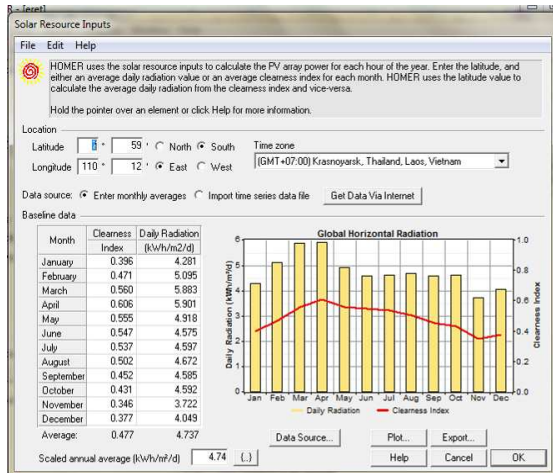 R - [eret]
Solar Resource Inputs
File Edit Help
HOMER uses the solar resource inputs to calculate the PV array power for each hour of the year. Enter the latitude, and
either an average daily radiation value or an average clearness index for each month. HOMER uses the latitude value to
calculate the average daily radiation from the clearness index and vice-versa.
Hold the pointer over an element or click Help for more information.
Location
Latitude 6 ° 59 ' North South Time zone
Longitude 110 ° 12 ' East West (GMT+07:00) Krasnoyarsk, Thailand, Laos, Vietnam
Data source: Enter monthly averages Import time series data file Get Data Via Internet
Baseline data
Month Clearness Index Daily Radiation (kWh/m2/d)
January 0.396 4.281
February 0.471 5.095
March 0.560 5.883
April 0.606 5.901
May 0.555 4.918
June 0.547 4.575
July 0.537 4.597
August 0.502 4.672
September 0.452 4.585
October 0.431 4.592
November 0.346 3.722
December 0.377 4.049
Average: 0.477 4.737
Scaled annual average (kWh/m²/d) 4.74 {..}
Global Horizontal Radiation
Daily Radiation (kWh/m²/d)
6
5
4
3
2
1
0
Clearness Index
1.0
0.8
0.6
0.4
0.2
0.0
Jan Feb Mar Apr May Jun Jul Aug Sep Oct Nov Dec
Daily Radiation Clearness Index
Data Source... Plot... Export...
Help Cancel OK